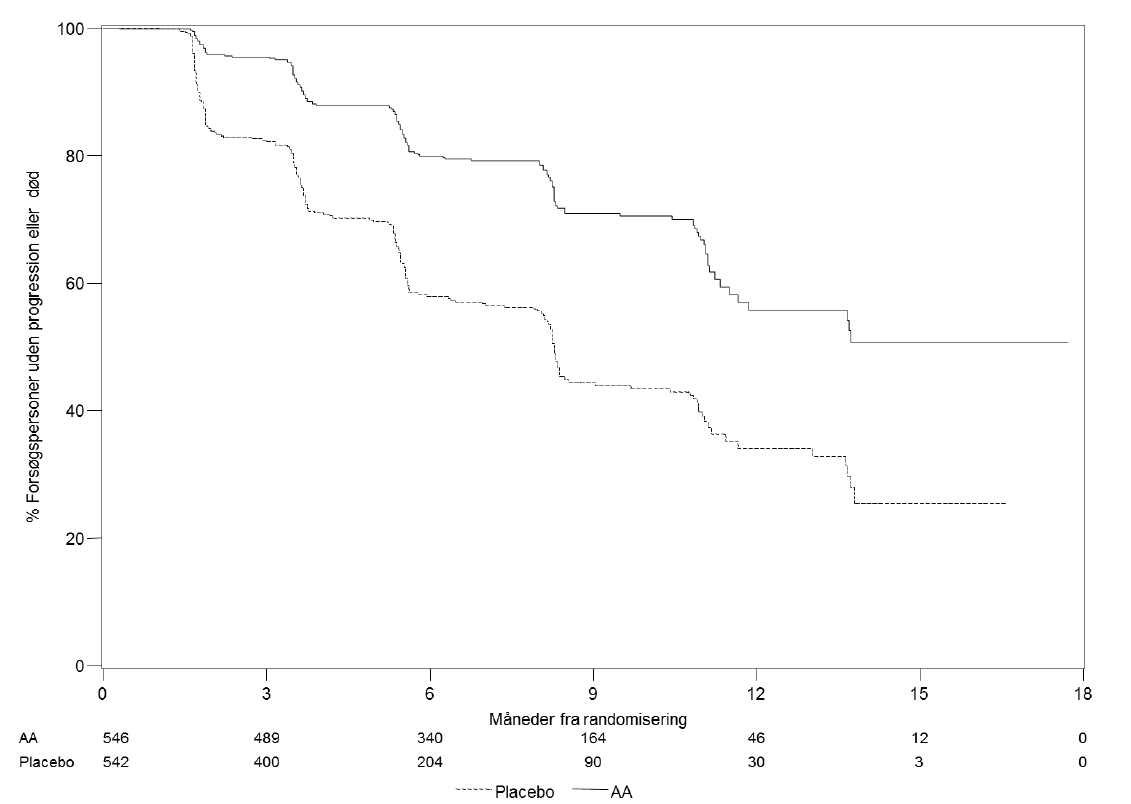 % Forsøgspersoner uden progression eller død
100
80
60
40
20
0
0 3 6 9 12 15 18
Måneder fra randomisering
AA 546 489 340 164 46 12 0
Placebo 542 400 204 90 30 3 0
Placebo AA